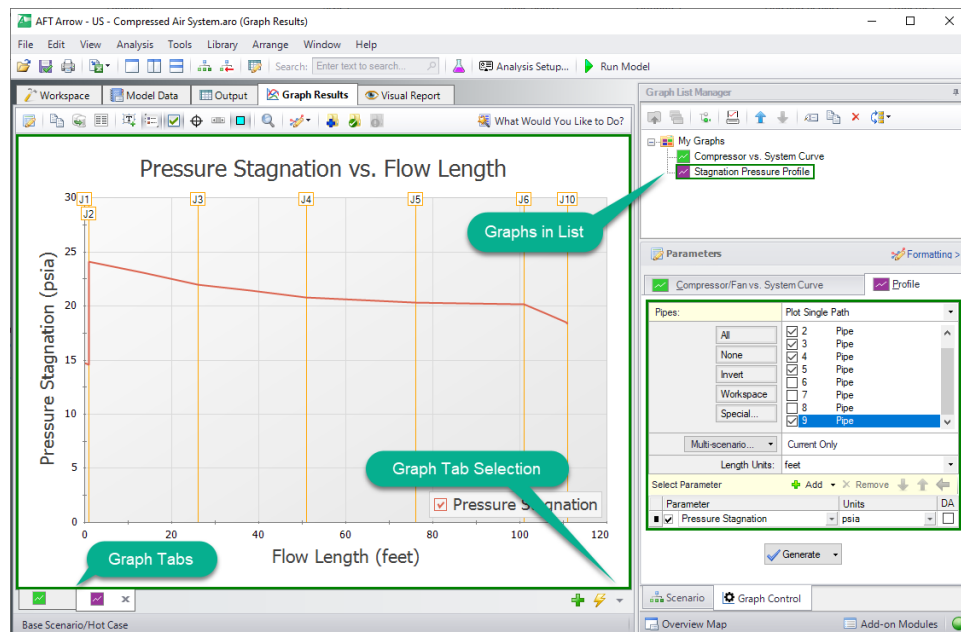 AFT Arrow - US - Compressed Air System.aro (Graph Results)
File Edit View Analysis Tools Library Arrange Window Help
Search: Enter text to search... Analysis Setup... Run Model
Workspace Model Data Output Graph Results Visual Report
What Would You Like to Do?
Pressure Stagnation vs. Flow Length
Pressure Stagnation (psia)
30
25
20
15
10
5
0
J1
J2
J3
J4
J5
J6
J10
Graphs in List
Graph Tab Selection
Pressure Stagnation
0 20 40 60 80 100 120
Flow Length (feet)
Graph Tabs
Base Scenario/Hot Case
Graph List Manager
My Graphs
Compressor vs. System Curve
Stagnation Pressure Profile
Parameters Formatting >
Compressor/Fan vs. System Curve Profile
Pipes: Plot Single Path
All
None
Invert
Workspace
Special...
2 Pipe
3 Pipe
4 Pipe
5 Pipe
6 Pipe
7 Pipe
8 Pipe
9 Pipe
Multi-scenario... Current Only
Length Units: feet
Select Parameter Add Remove
Parameter Units DA
Pressure Stagnation psia
Generate
Scenario Graph Control
Overview Map Add-on Modules